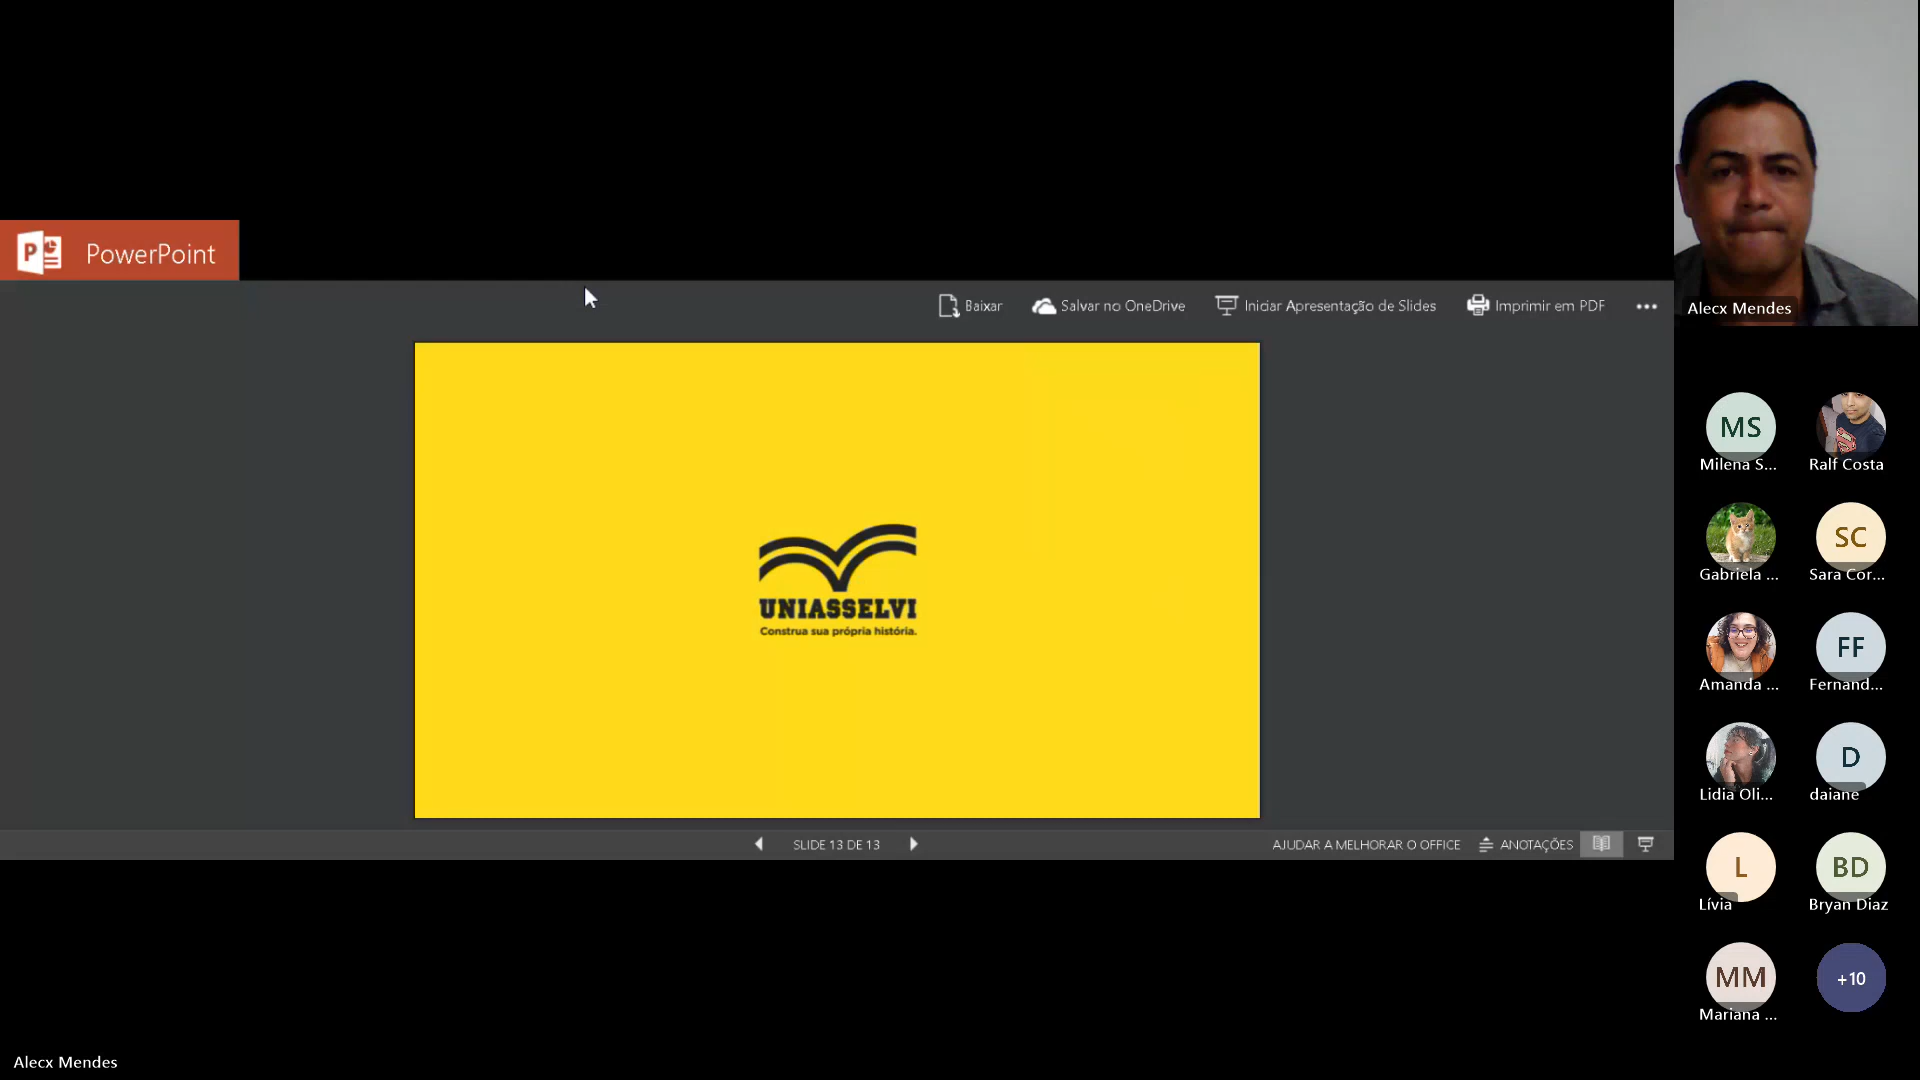 PowerPoint
Baixar
Salvar no OneDrive
Iniciar Apresentação de Slides
Imprimir em PDF
UNIASSELVI
Construa sua própria história.
SLIDE 13 DE 13
AJUDAR A MELHORAR O OFFICE
ANOTAÇÕES
Alecx Mendes
Alecx Mendes
MS
Milena S...
Ralf Costa
Gabriela ...
SC
Sara Cor...
Amanda ...
FF
Fernand...
Lidia Oli...
D
daiane
L
Lívia
BD
Bryan Diaz
MM
Mariana ...
+10